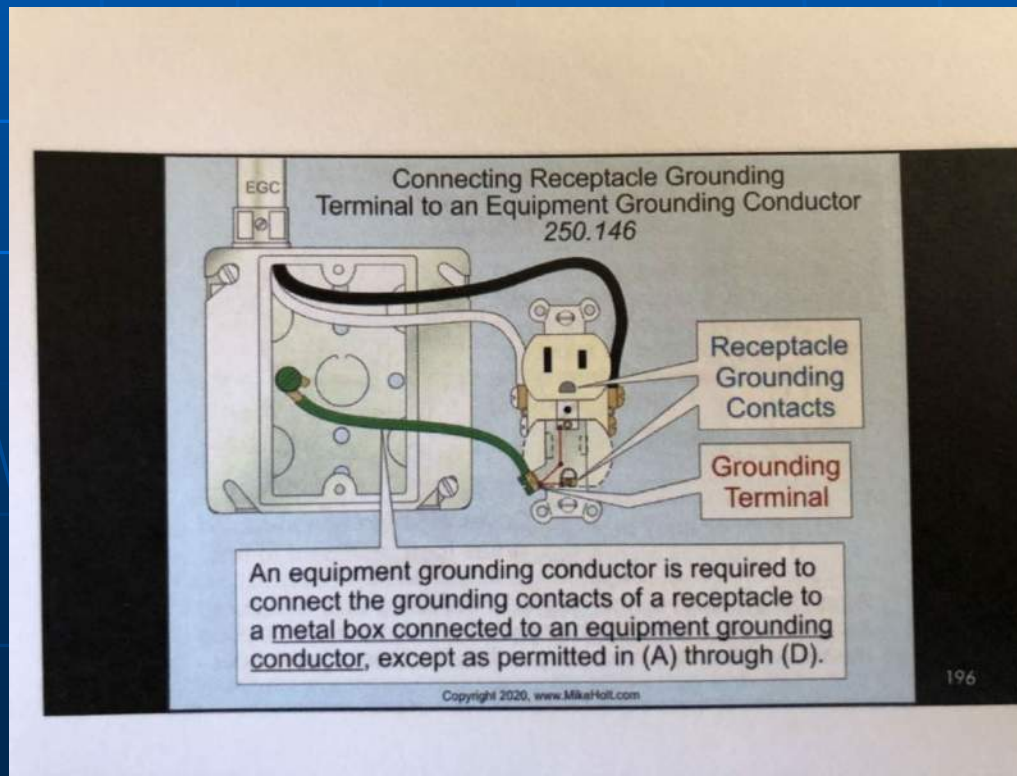 EGC
Connecting Receptacle Grounding
Terminal to an Equipment Grounding Conductor
250.146
Receptacle
Grounding
Contacts
Grounding
Terminal
An equipment grounding conductor is required to
connect the grounding contacts of a receptacle to
a metal box connected to an equipment grounding
conductor, except as permitted in (A) through (D).
Copyright 2020, www.MikeHolt.com
196